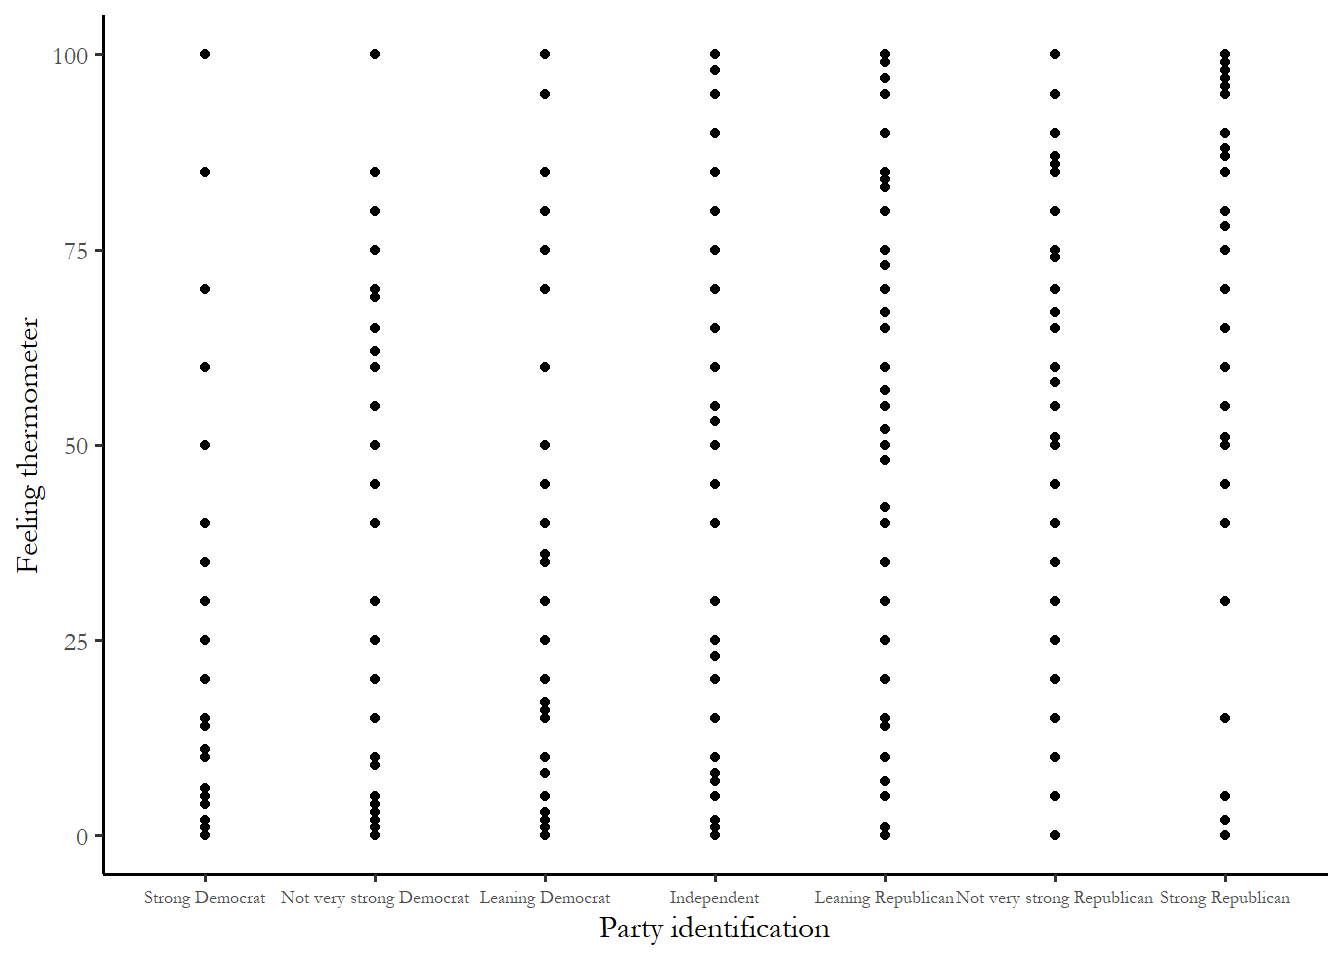 100
75
50
25
0
Feeling thermometer
Strong Democrat Not very strong Democrat Leaning Democrat Independent Leaning Republican Not very strong Republican Strong Republican
Party identification